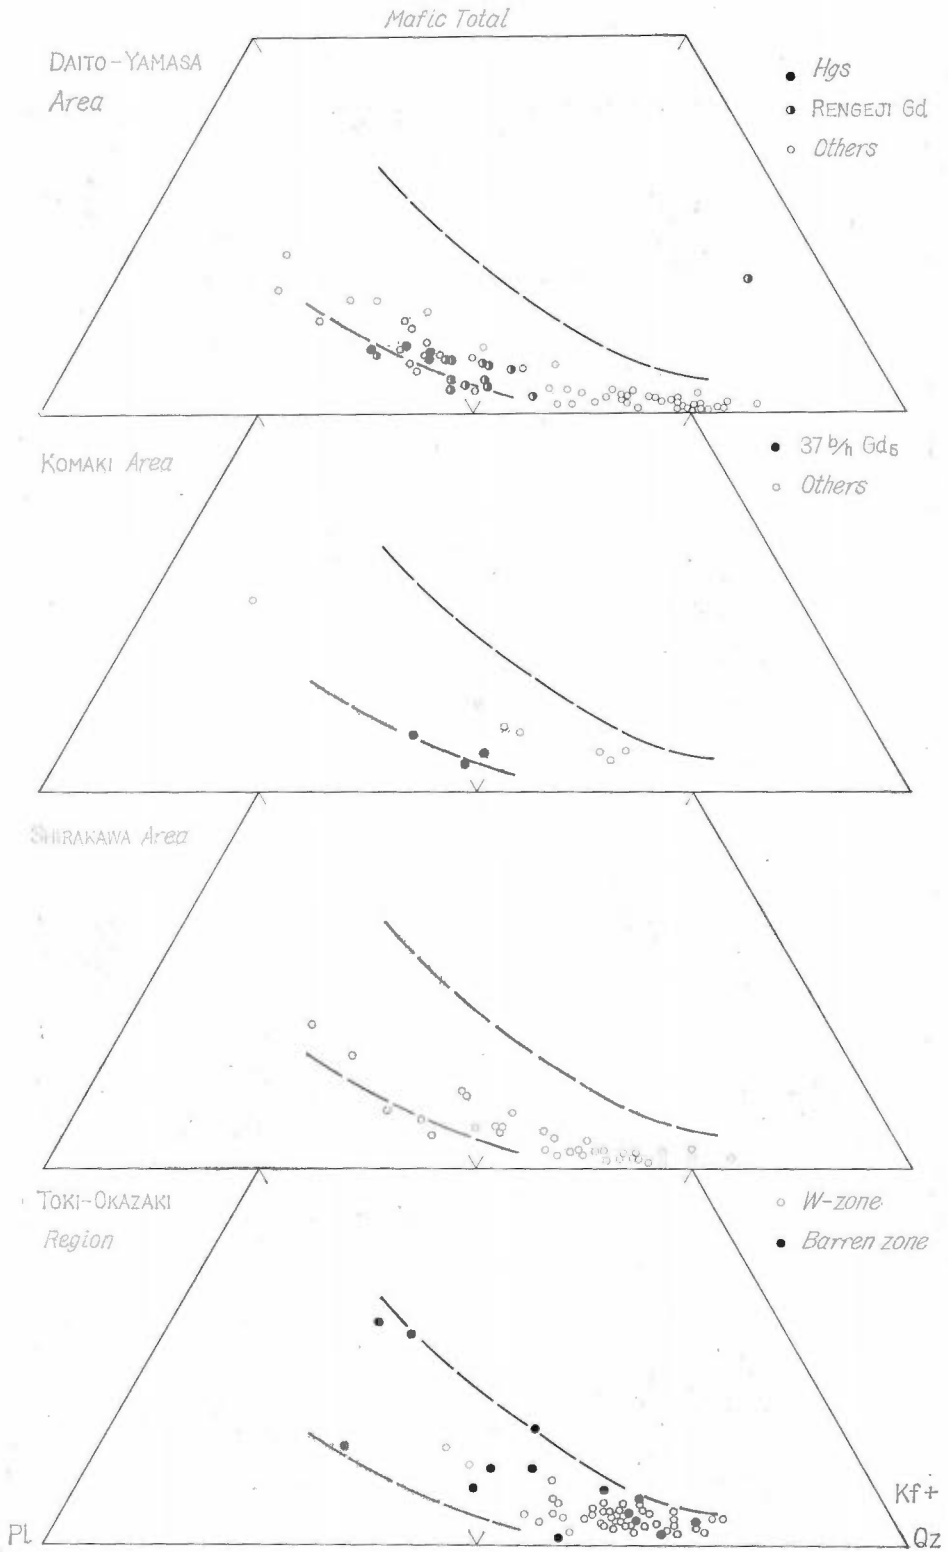 Mafic Total
DAITO-YAMASA
Area
Hgs
RENGEJI Gd
Others
KOMAKI Area
37 b/h Gds
Others
SHIRAKAWA Area
TOKI-OKAZAKI
Region
W-zone
Barren zone
Pl
Kf+
Qz